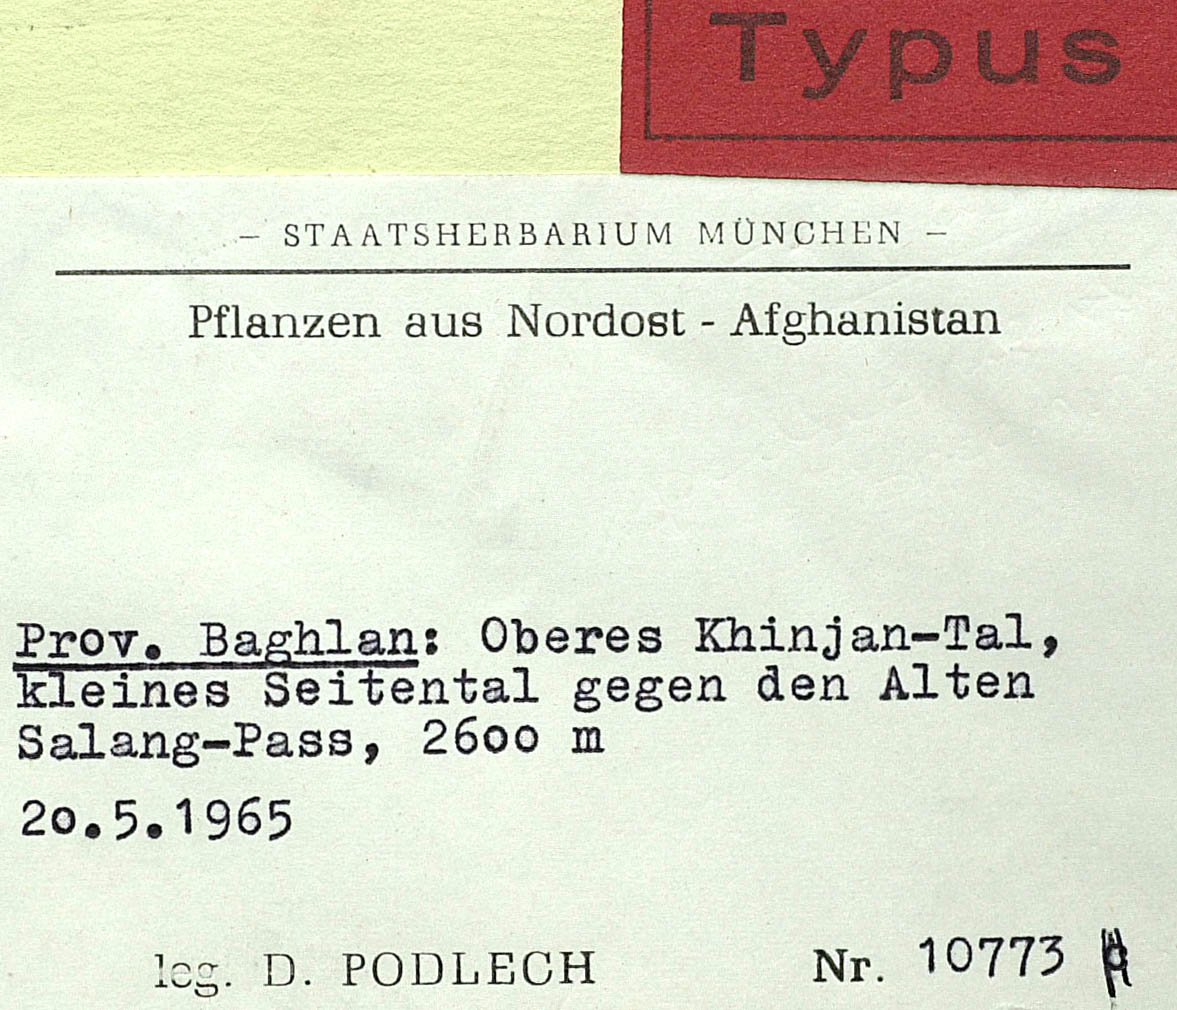 Typus
– STAATSHERBARIUM MÜNCHEN –
Pflanzen aus Nordost - Afghanistan
Prov. Baghlan: Oberes Khinjan-Tal,
kleines Seitental gegen den Alten
Salang-Pass, 2600 m
20.5.1965
leg. D. PODLECH Nr. 10773